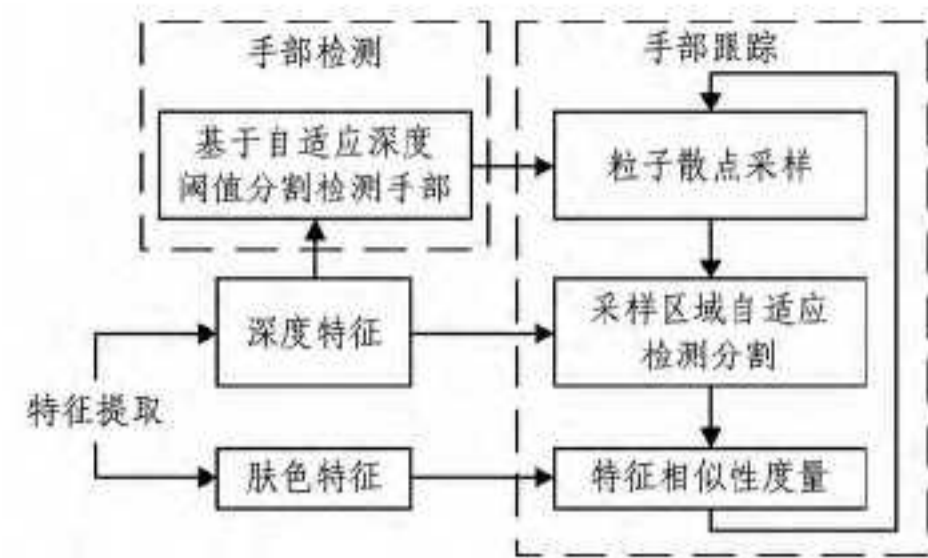 手部检测
基于自适应深度
阈值分割检测手部
手部跟踪
粒子散点采样
深度特征
采样区域自适应
检测分割
特征提取
肤色特征
特征相似性度量